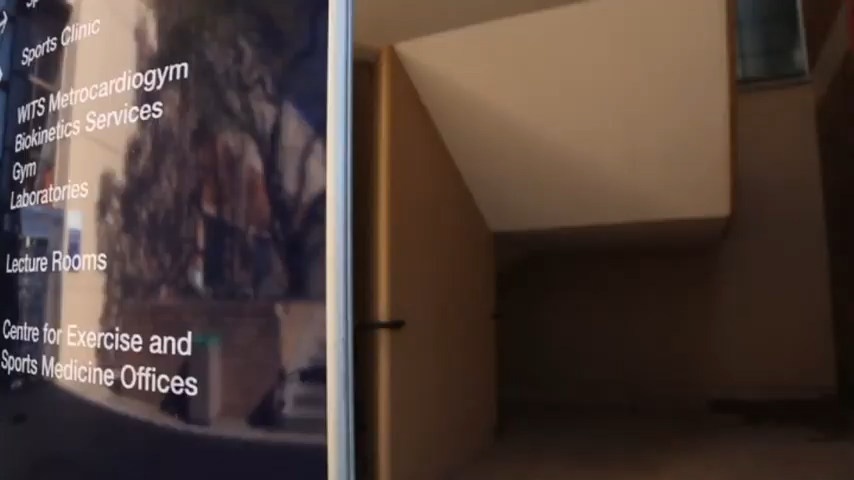 Sports Clinic
WITS Metrocardiogym
Biokinetics Services
Gym
Laboratories
Lecture Rooms
Centre for Exercise and
Sports Medicine Offices